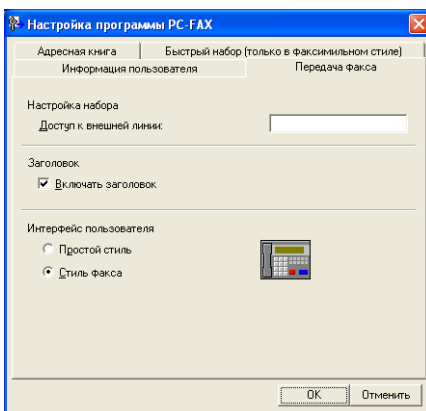 Настройка программы PC-FAX
Адресная книга
Быстрый набор (только в факсимильном стиле)
Информация пользователя
Передача факса
Настройка набора
Доступ к внешней линии:
Заголовок
Включать заголовок
Интерфейс пользователя
Простой стиль
Стиль факса
OK
Отменить